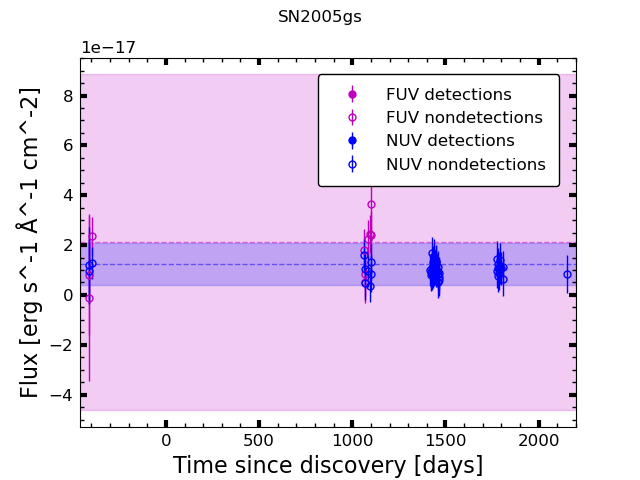 SN2005gs
1e−17
FUV detections
FUV nondetections
NUV detections
NUV nondetections
8
6
4
2
0
−2
−4
Flux [erg s^-1 Å^-1 cm^-2]
0
500
1000
1500
2000
Time since discovery [days]